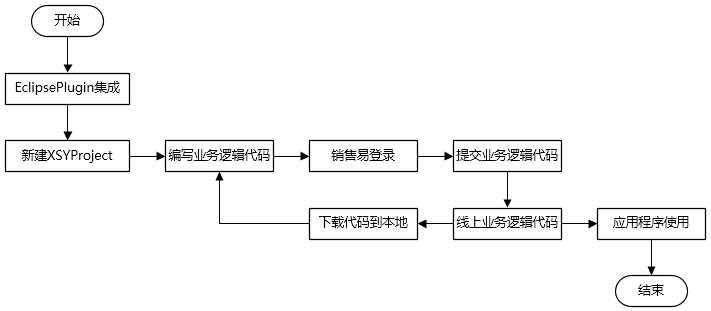 开始
EclipsePlugin集成
新建XSYProject
编写业务逻辑代码
销售易登录
提交业务逻辑代码
下载代码到本地
线上业务逻辑代码
应用程序使用
结束